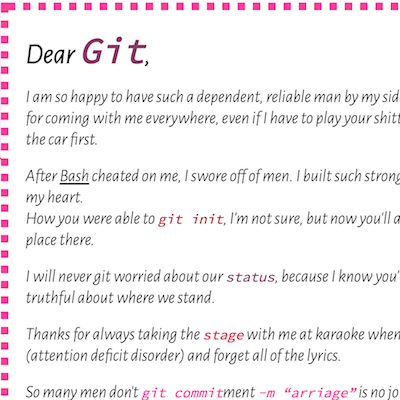 Dear Git,
I am so happy to have such a dependent, reliable man by my sid
for coming with me everywhere, even if I have to play your shitt
the car first.
After Bash cheated on me, I swore off of men. I built such strong
my heart.
How you were able to git init, I'm not sure, but now you'll a
place there.
I will never git worried about our status, because I know you'
truthful about where we stand.
Thanks for always taking the stage with me at karaoke when
(attention deficit disorder) and forget all of the lyrics.
So many men don't git commitment -m “arriage” is no jo